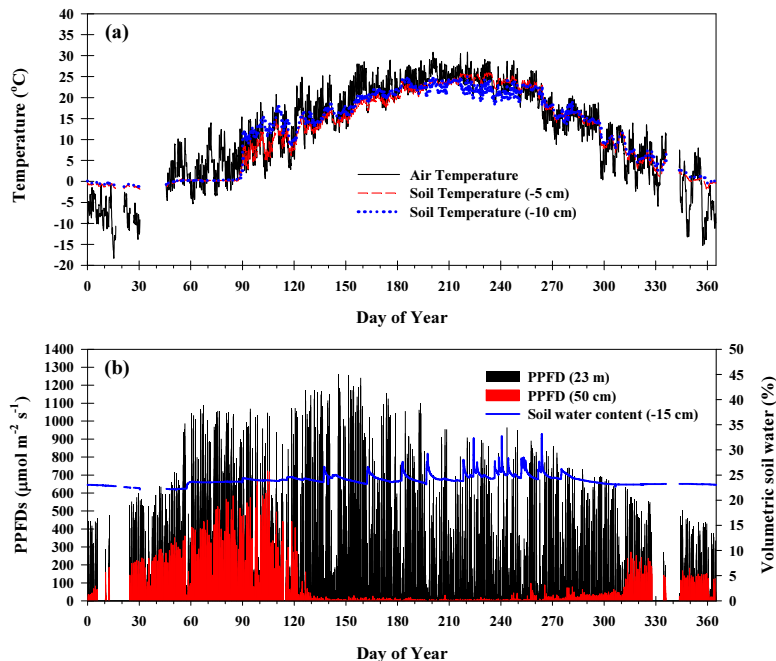 (a)
Temperature (°C)
40
35
30
25
20
15
10
5
0
-5
-10
-15
-20
Air Temperature
Soil Temperature (-5 cm)
Soil Temperature (-10 cm)
0 30 60 90 120 150 180 210 240 270 300 330 360
Day of Year
(b)
PPFDs (µmol m⁻² s⁻¹)
1400
1300
1200
1100
1000
900
800
700
600
500
400
300
200
100
0
PPFD (23 m)
PPFD (50 cm)
Soil water content (-15 cm)
50
45
40
35
30
25
20
15
10
5
0
Volumetric soil water (%)
0 30 60 90 120 150 180 210 240 270 300 330 360
Day of Year